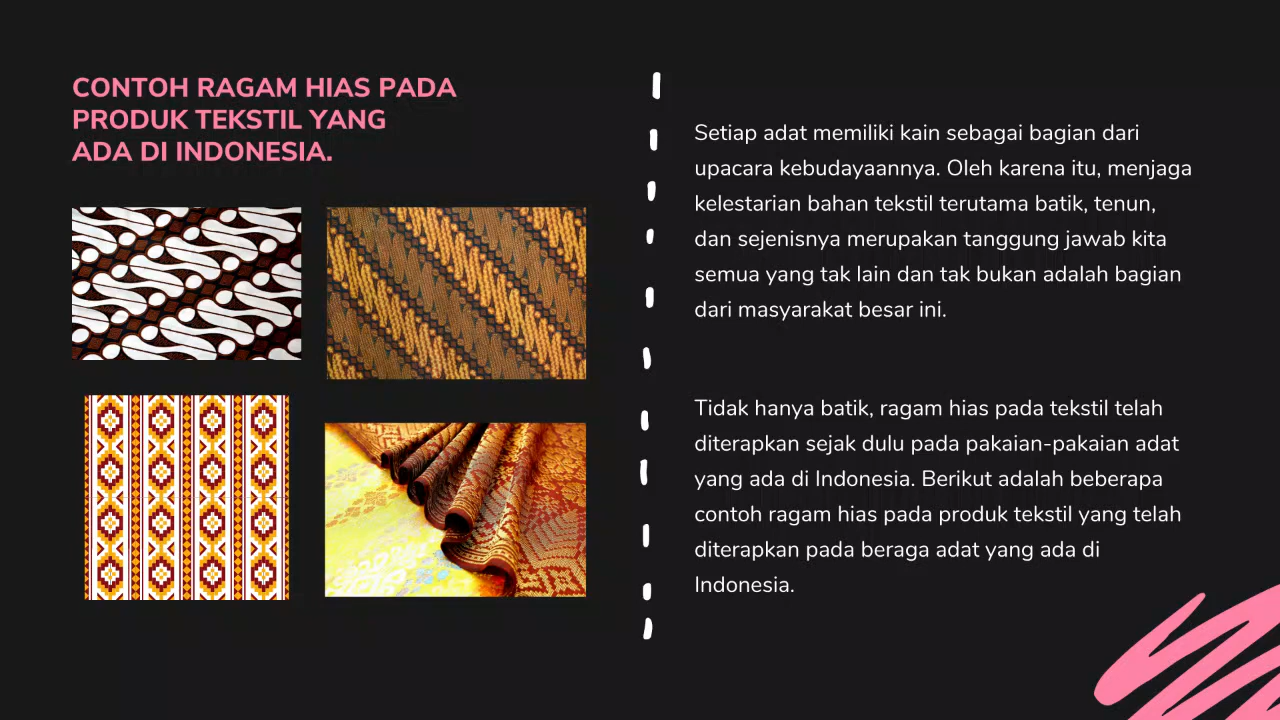 CONTOH RAGAM HIAS PADA
PRODUK TEKSTIL YANG
ADA DI INDONESIA.
Setiap adat memiliki kain sebagai bagian dari
upacara kebudayaannya. Oleh karena itu, menjaga
kelestarian bahan tekstil terutama batik, tenun,
dan sejenisnya merupakan tanggung jawab kita
semua yang tak lain dan tak bukan adalah bagian
dari masyarakat besar ini.
Tidak hanya batik, ragam hias pada tekstil telah
diterapkan sejak dulu pada pakaian-pakaian adat
yang ada di Indonesia. Berikut adalah beberapa
contoh ragam hias pada produk tekstil yang telah
diterapkan pada beraga adat yang ada di
Indonesia.